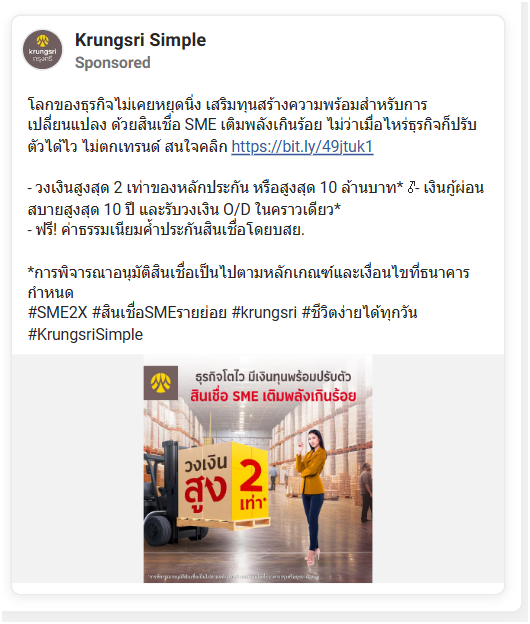 Krungsri Simple
Sponsored
krungsri
กรุงศรี
โลกของธุรกิจไม่เคยหยุดนิ่ง เสริมทุนสร้างความพร้อมสำหรับการ
เปลี่ยนแปลง ด้วยสินเชื่อ SME เติมพลังเกินร้อย ไม่ว่าเมื่อไหร่ธุรกิจก็ปรับ
ตัวได้ไว ไม่ตกเทรนด์ สนใจคลิก https://bit.ly/49jtuk1
- วงเงินสูงสุด 2 เท่าของหลักประกัน หรือสูงสุด 10 ล้านบาท* - เงินกู้ผ่อน
สบายสูงสุด 10 ปี และรับวงเงิน O/D ในคราวเดียว*
- ฟรี! ค่าธรรมเนียมค้ำประกันสินเชื่อโดยบสย.
*การพิจารณาอนุมัติสินเชื่อเป็นไปตามหลักเกณฑ์และเงื่อนไขที่ธนาคาร
กำหนด
#SME2X #สินเชื่อSMEรายย่อย #krungsri #ชีวิตง่ายได้ทุกวัน
#KrungsriSimple
ธุรกิจโตไว มีเงินทุนพร้อมปรับตัว
สินเชื่อ SME เติมพลังเกินร้อย
วงเงิน
สูง
2
เท่า*